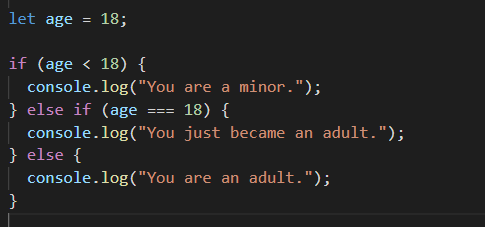 let age = 18;

if (age < 18) {
  console.log("You are a minor.");
} else if (age === 18) {
  console.log("You just became an adult.");
} else {
  console.log("You are an adult.");
}